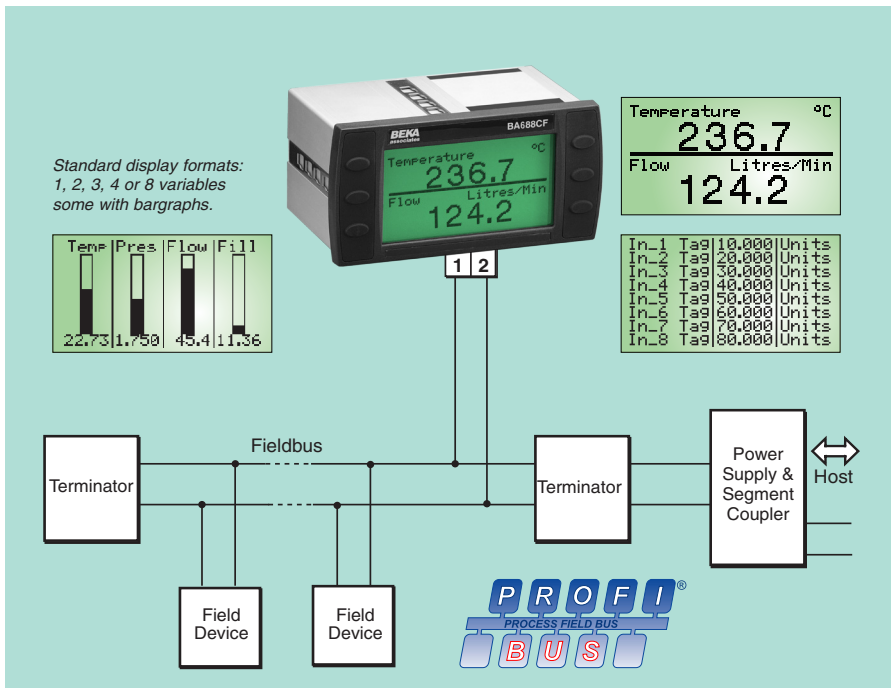 BEKA
associates
BA688CF
Temperature °C
236.7
Flow Litres/Min
124.2
Temperature °C
236.7
Flow Litres/Min
124.2
Standard display formats:
1, 2, 3, 4 or 8 variables
some with bargraphs.
Temp|Pres|Flow|Fill
22.73|1.750|45.4|11.36
1 2
In_1 Tag|10.000|Units
In_2 Tag|20.000|Units
In_3 Tag|30.000|Units
In_4 Tag|40.000|Units
In_5 Tag|50.000|Units
In_6 Tag|60.000|Units
In_7 Tag|70.000|Units
In_8 Tag|80.000|Units
Fieldbus
Terminator
Terminator
Power
Supply &
Segment
Coupler
Host
Field
Device
Field
Device
PROFI®
PROCESS FIELD BUS
BUS